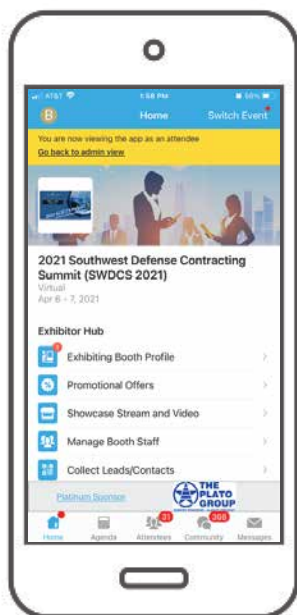 AT&T 1:58 PM 56%
B Home Switch Event
You are now viewing the app as an attendee
Go back to admin view
2021 Southwest Defense Contracting
Summit (SWDCS 2021)
Virtual
Apr 6 - 7, 2021
Exhibitor Hub
Exhibiting Booth Profile
Promotional Offers
Showcase Stream and Video
Manage Booth Staff
Collect Leads/Contacts
Platinum Sponsor
THE
PLATO
GROUP
31 368
Home Agenda Attendees Community Messages